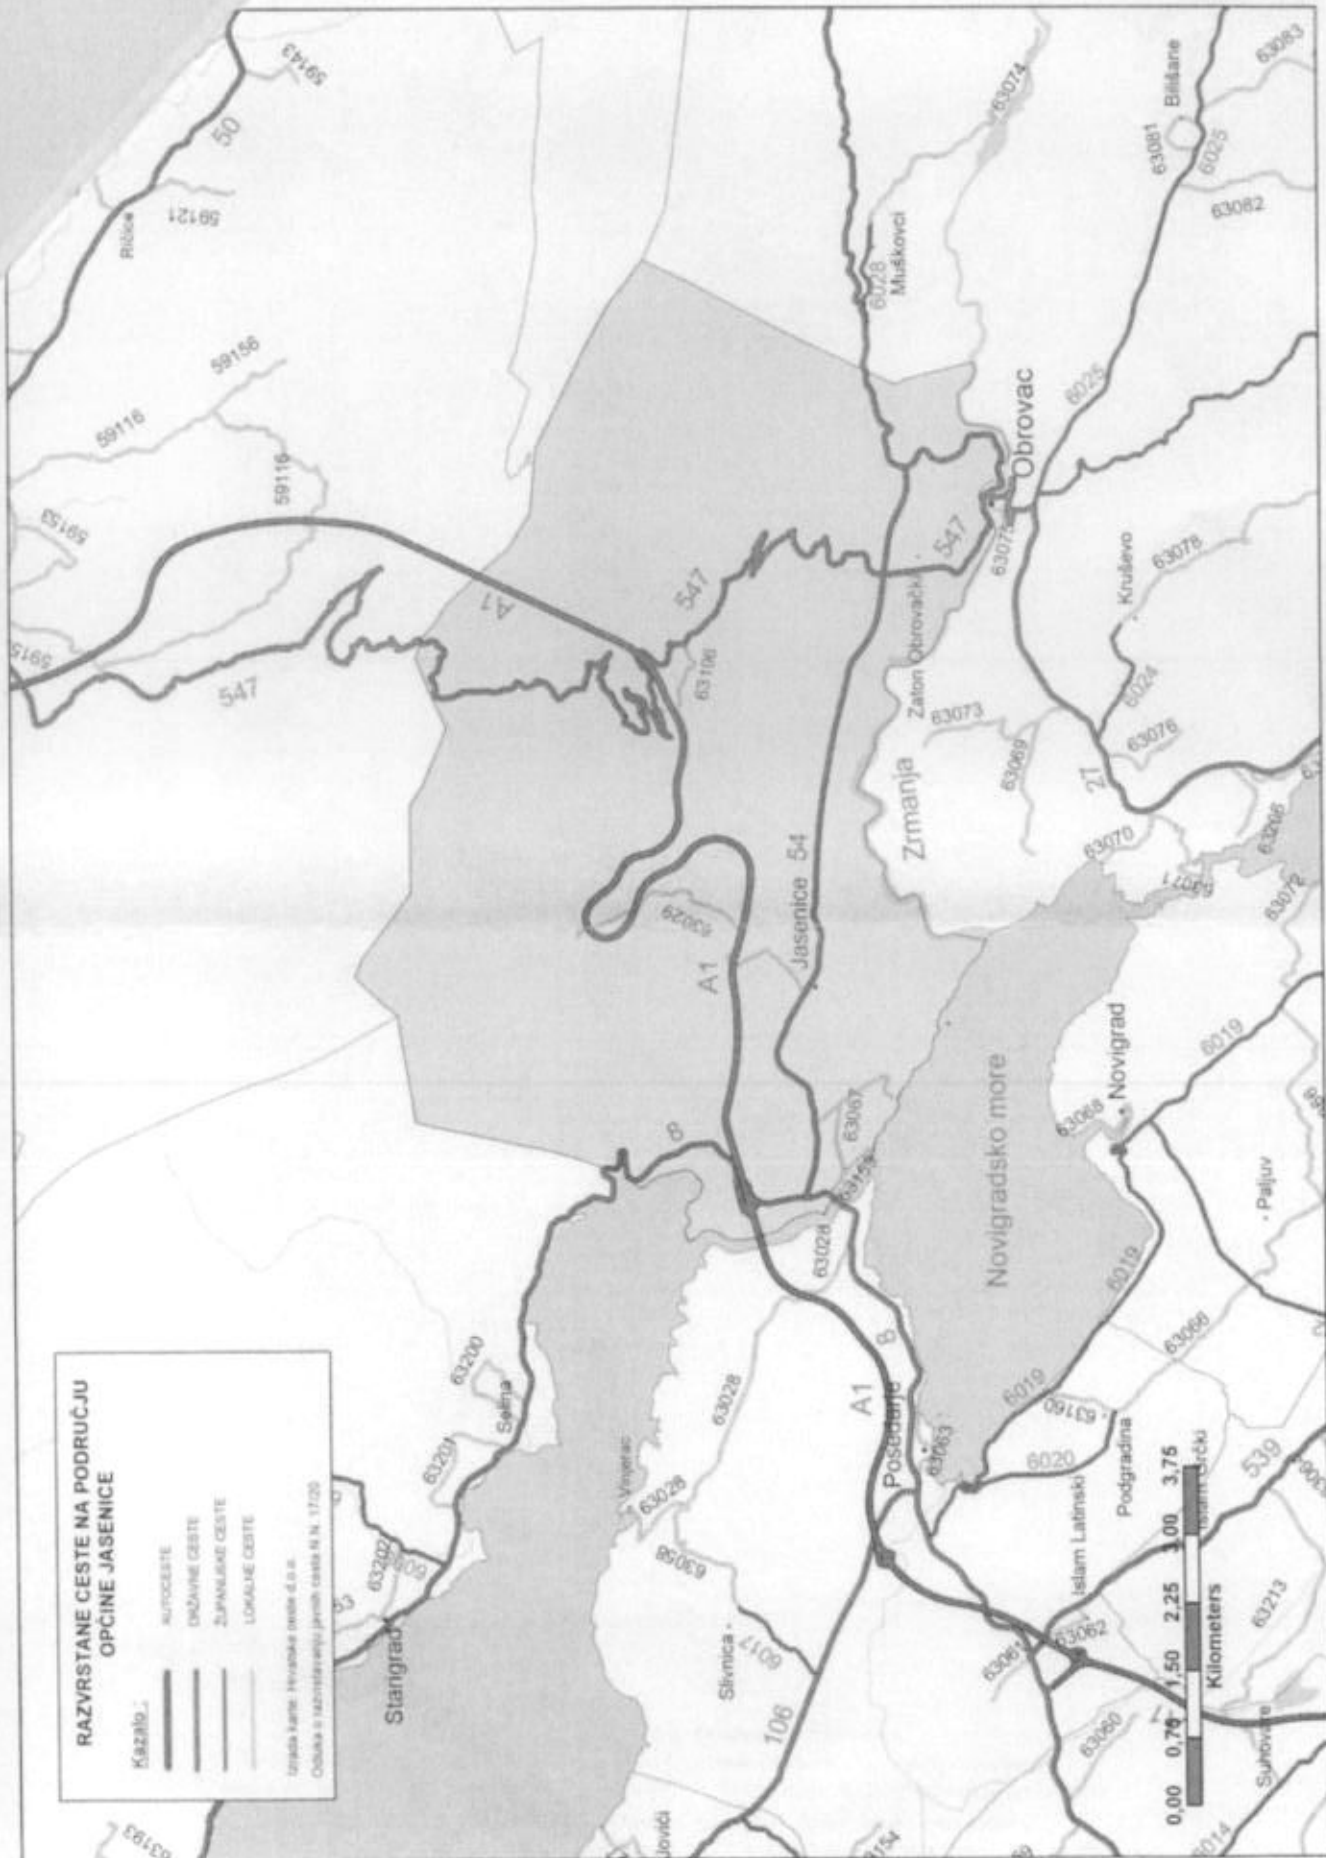 RAZVRSTANE CESTE NA PODRUČJU
OPĆINE JASENICE
Kazalo :
AUTOCESTE
DRŽAVNE CESTE
ŽUPANIJSKE CESTE
LOKALNE CESTE
Izrada karte: Hrvatske ceste d.o.o.
Odluka o razvrstavanju javnih cesta N.N. 17/20
63193
63202
Starigrad
63201
63200
Selina
Vinjerac
63028
63028
63058
Slivnica
6017
106
Jovići
8
63028
A1
8
Posedarje
63063
63067
63159
Novigradsko more
A1
63029
Jasenice 54
Zrmanja
63196
547
A1
547
547
Zaton Obrovački
63075
Obrovac
59153
59116
59116
59156
Ričice
59121
50
59143
6028
Muškovci
63074
63081
Bilišane
63083
6025
63082
6025
Kruševo
63078
6024
63076
63073
63069
27
63070
63071
63206
63072
Novigrad
63068
6019
Paljuv
6019
6019
63066
63160
6020
Podgradina
Islam Latinski
539
63061
63062
63060
63213
Suhovare
6014
0,00 0,75 1,50 2,25 3,00 3,75
Kilometers